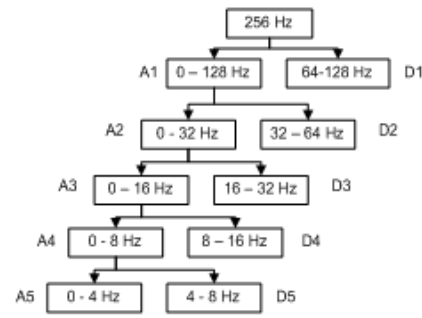 256 Hz
A1 0 – 128 Hz 64-128 Hz D1
A2 0 - 32 Hz 32 – 64 Hz D2
A3 0 – 16 Hz 16 – 32 Hz D3
A4 0 - 8 Hz 8 – 16 Hz D4
A5 0 - 4 Hz 4 - 8 Hz D5